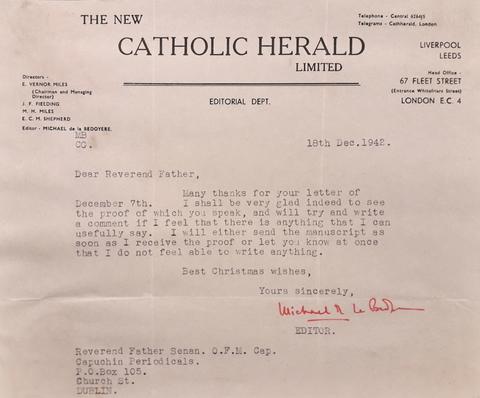 THE NEW
CATHOLIC HERALD
LIMITED
Telephone - Central 6264/5
Telegrams - Cathherald, London
LIVERPOOL
LEEDS
Head Office -
67 FLEET STREET
(Entrance Whitefriars Street)
LONDON E.C. 4
Directors -
E. VERNOR MILES
(Chairman and Managing
Director)
J. F. FIELDING
M. H. MILES
E. C. M. SHEPHERD
Editor - MICHAEL de la BEDOYERE.
EDITORIAL DEPT.
MB
CG.
18th Dec.1942.
Dear Reverend Father,
Many thanks for your letter of
December 7th. I shall be very glad indeed to see
the proof of which you speak, and will try and write
a comment if I feel that there is anything that I can
usefully say. I will either send the manuscript as
soon as I receive the proof or let you know at once
that I do not feel able to write anything.
Best Christmas wishes,
Yours sincerely,
Michael
EDITOR.
Reverend Father Senan. O.F.M. Cap.
Capuchin Periodicals.
P.O.Box 105.
Church St.
DUBLIN.